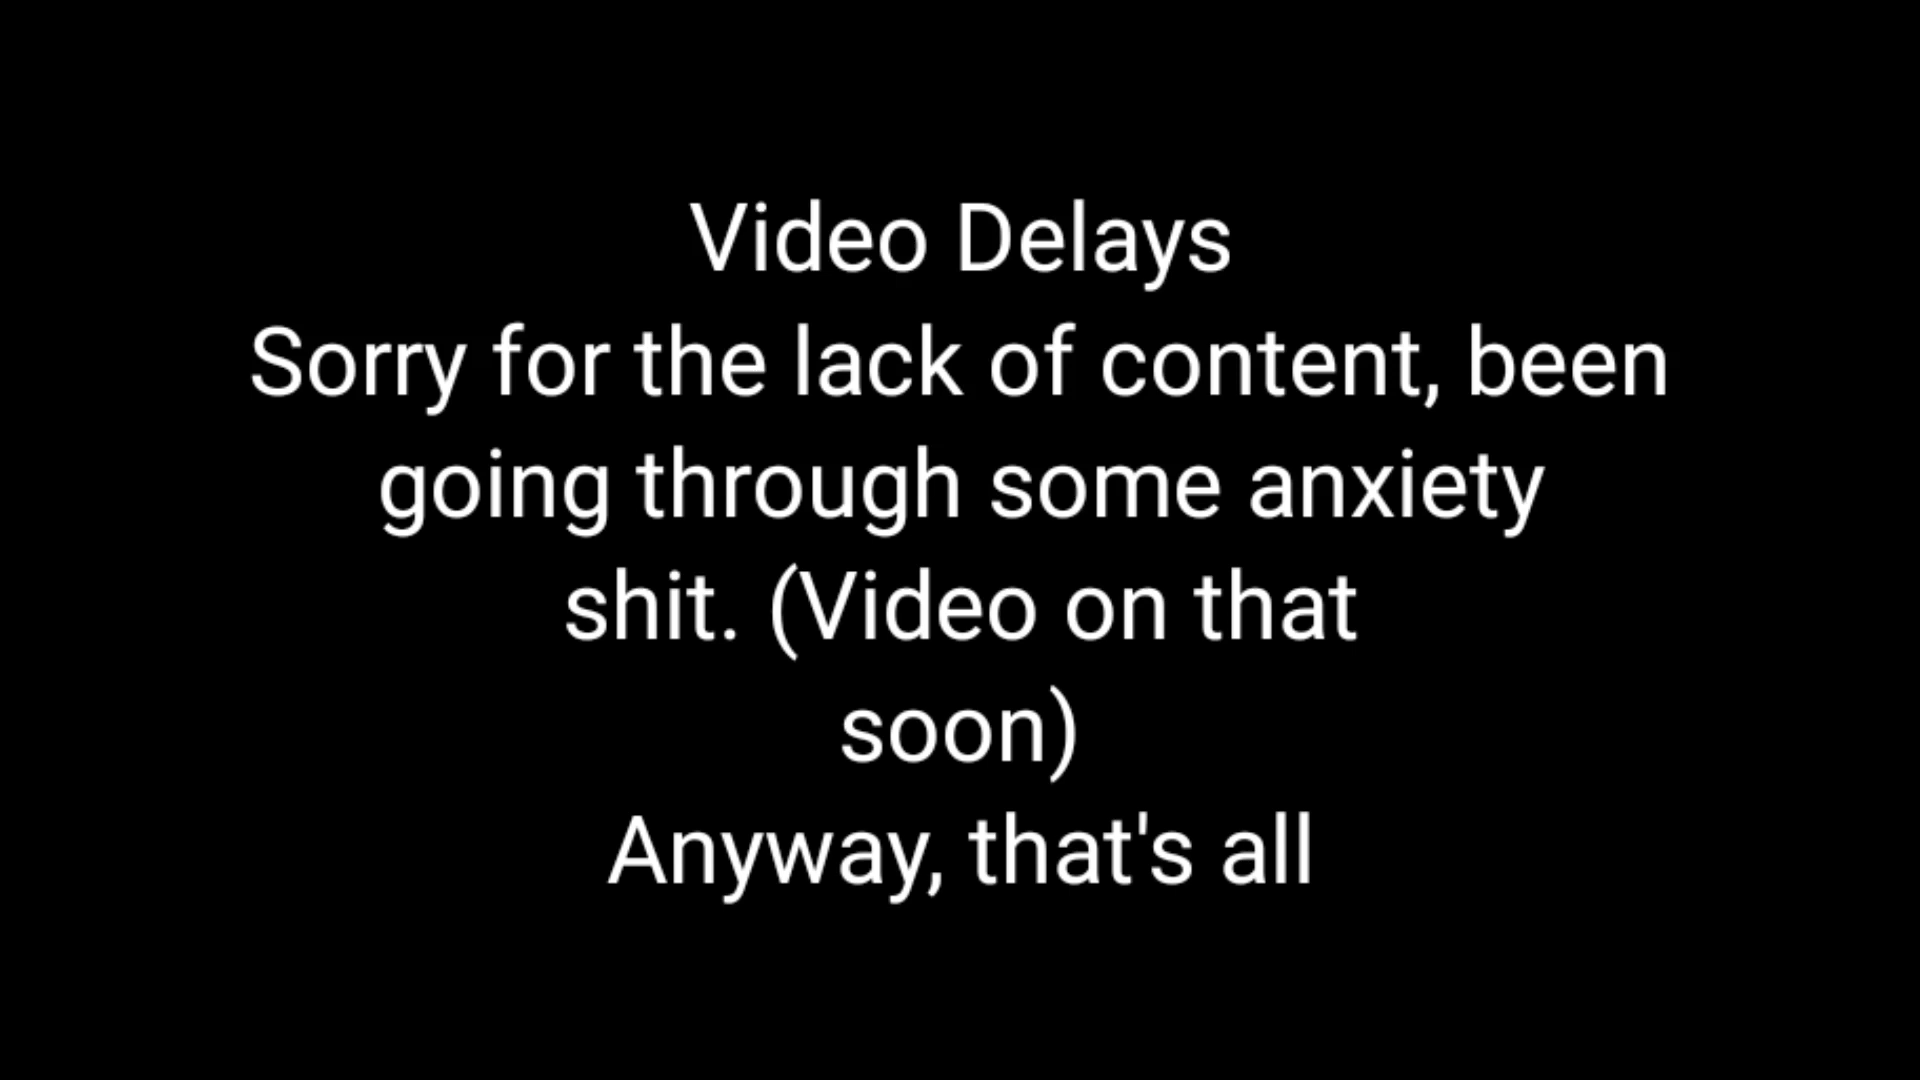 Video Delays
Sorry for the lack of content, been
going through some anxiety
shit. (Video on that
soon)
Anyway, that's all